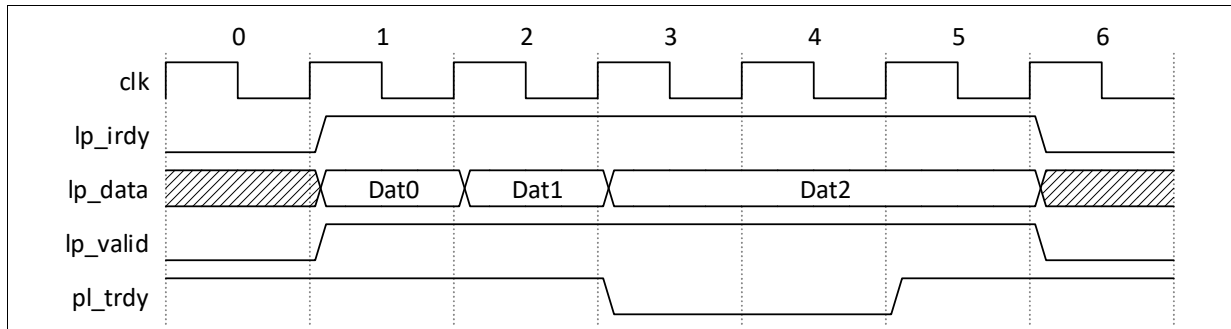 0 1 2 3 4 5 6
clk
lp_irdy
lp_data Dat0 Dat1 Dat2
lp_valid
pl_trdy